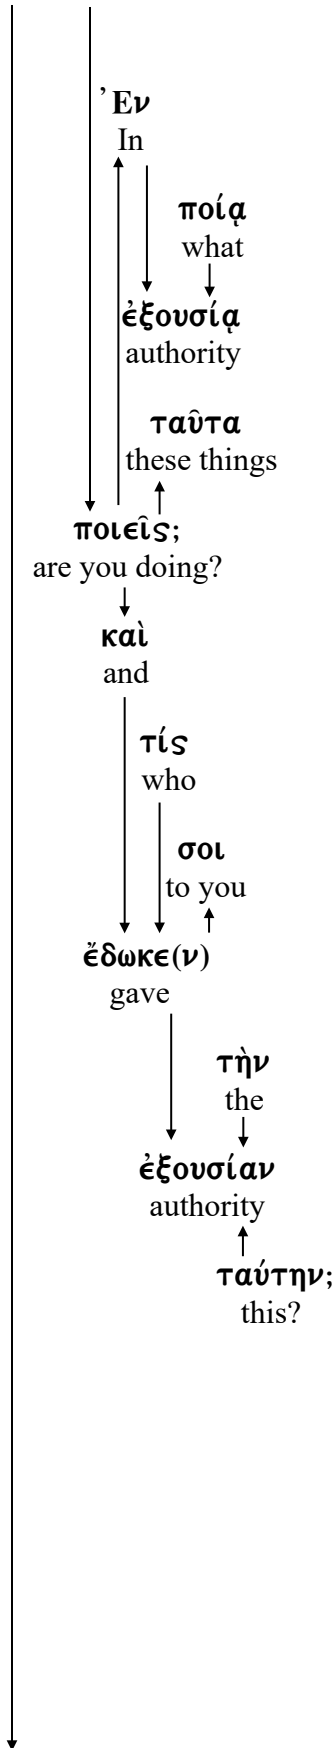 Ἐν
In
ποίᾳ
what
ἐξουσίᾳ
authority
ταῦτα
these things
ποιεῖς;
are you doing?
καὶ
and
τίς
who
σοι
to you
ἔδωκε(ν)
gave
τὴν
the
ἐξουσίαν
authority
ταύτην;
this?